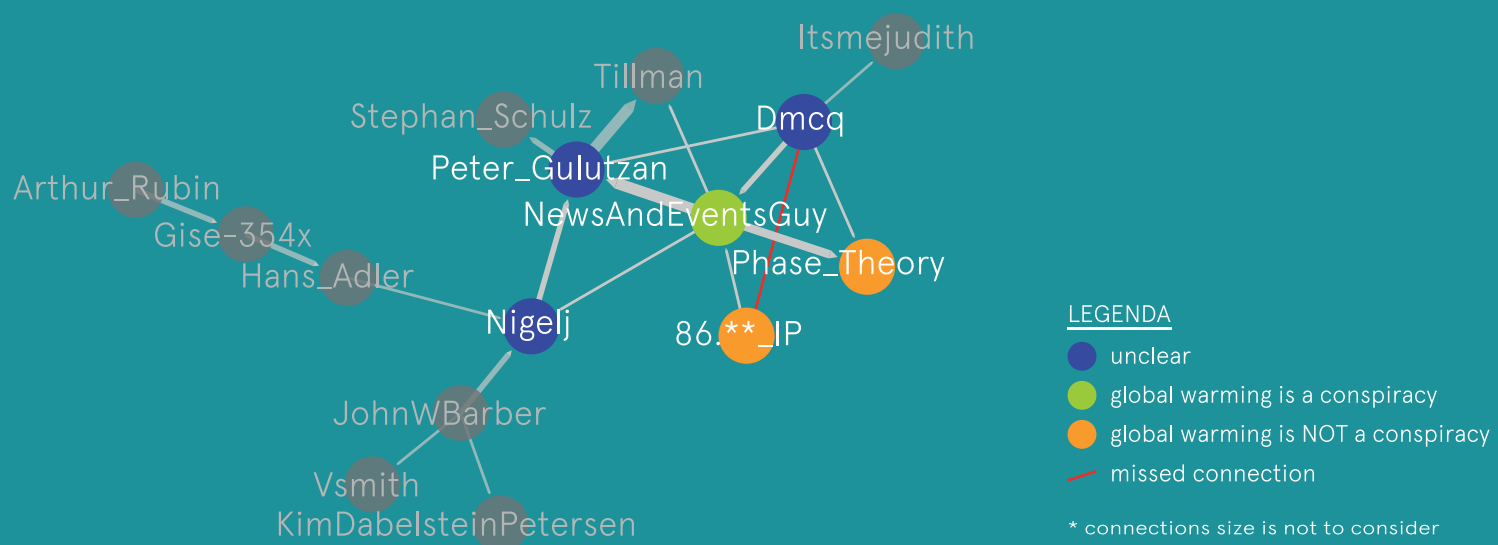 Itsmejudith
Tillman
Stephan_Schulz
Dmcq
Peter_Gulutzan
Arthur_Rubin
NewsAndEventsGuy
Gise-354x
Phase_Theory
Hans_Adler
Nigelj
86.**_IP
JohnWBarber
Vsmith
KimDabelsteinPetersen
LEGENDA
unclear
global warming is a conspiracy
global warming is NOT a conspiracy
missed connection
* connections size is not to consider